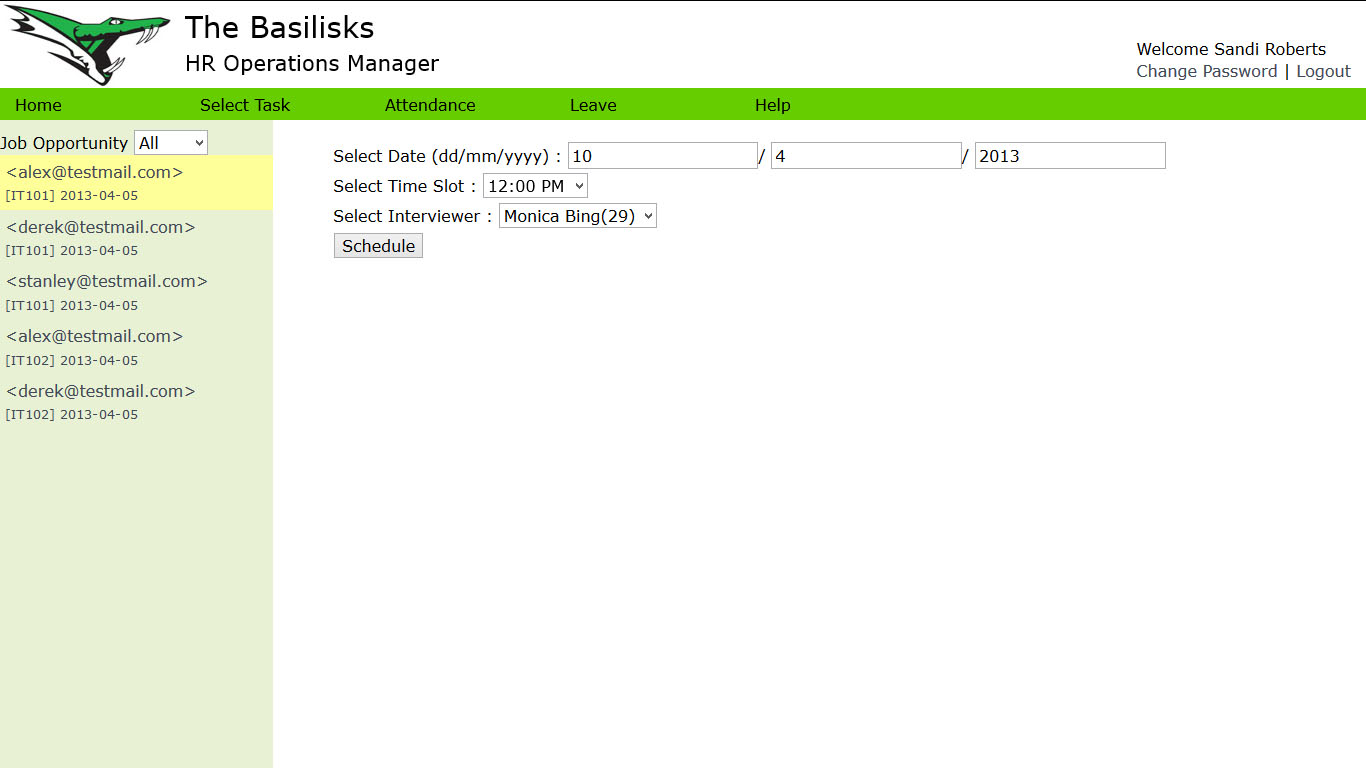 The Basilisks
HR Operations Manager
Welcome Sandi Roberts
Change Password | Logout
Home Select Task Attendance Leave Help
Job Opportunity All
<alex@testmail.com>
[IT101] 2013-04-05
<derek@testmail.com>
[IT101] 2013-04-05
<stanley@testmail.com>
[IT101] 2013-04-05
<alex@testmail.com>
[IT102] 2013-04-05
<derek@testmail.com>
[IT102] 2013-04-05
Select Date (dd/mm/yyyy) : 10 / 4 / 2013
Select Time Slot : 12:00 PM
Select Interviewer : Monica Bing(29)
Schedule